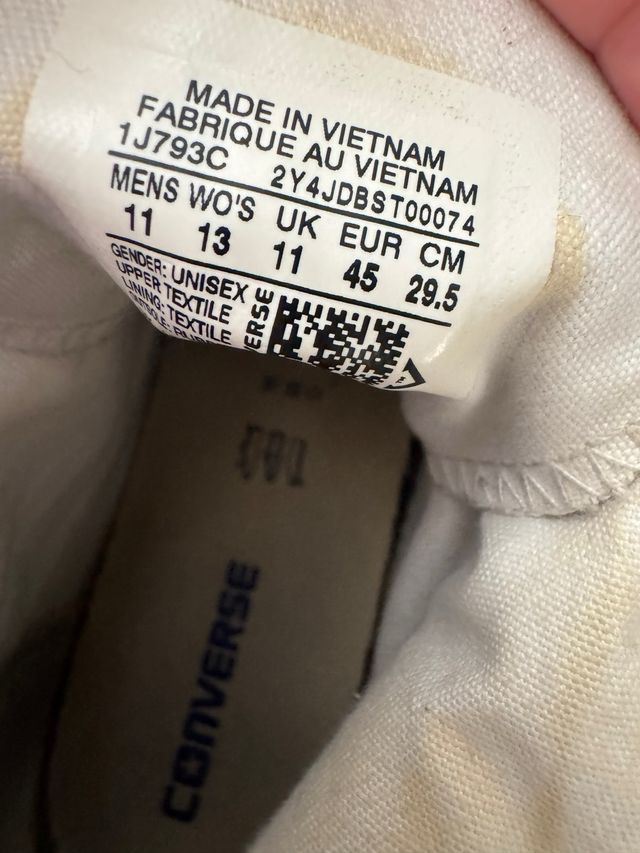 MADE IN VIETNAM
FABRIQUE AU VIETNAM
1J793C 2Y4JDBST00074
MENS WO'S UK EUR CM
11 13 11 45 29.5
GENDER: UNISEX
UPPER TEXTILE
LINING: TEXTILE
CONVERSE